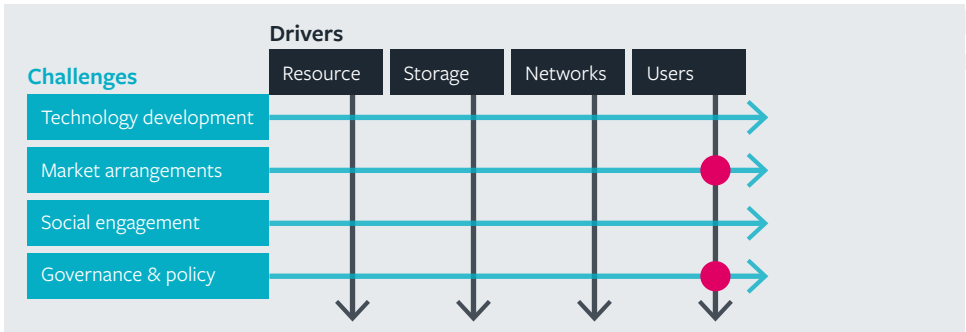 Drivers
Challenges
Resource
Storage
Networks
Users
Technology development
Market arrangements
Social engagement
Governance & policy